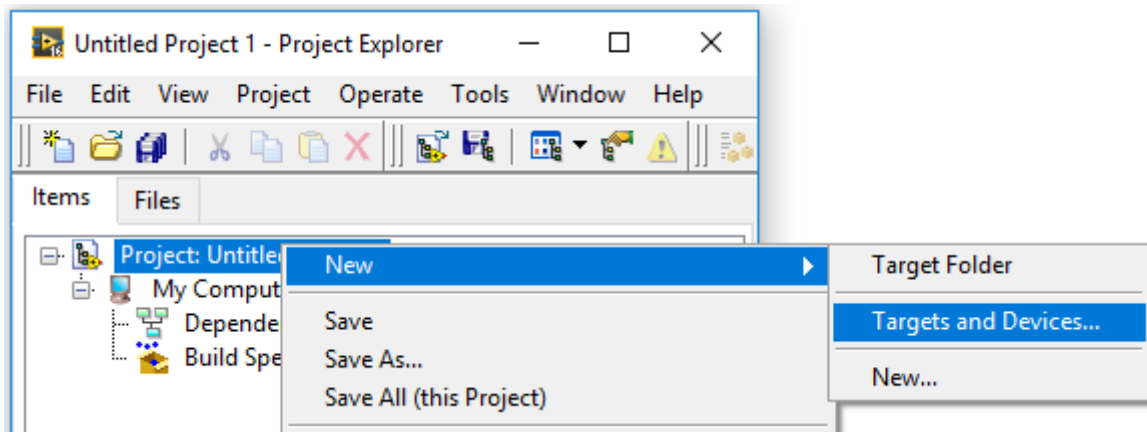 Untitled Project 1 - Project Explorer
File Edit View Project Operate Tools Window Help
Items Files
Project: Untitled
New
Target Folder
My Comput
Depende
Save
Targets and Devices...
Build Spe
Save As...
New...
Save All (this Project)